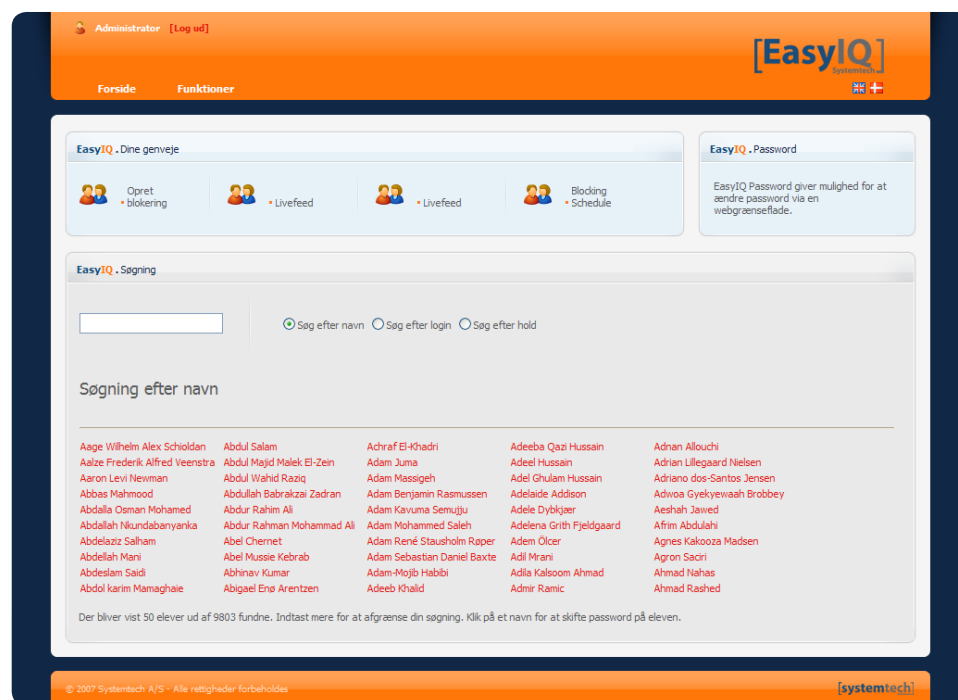 Administrator [Log ud]
[EasyIQ]
Systemtech
Forside Funktioner
EasyIQ . Dine genveje
Opret
blokering
Livefeed
Livefeed
Blocking
Schedule
EasyIQ . Password
EasyIQ Password giver mulighed for at
ændre password via en
webgrænseflade.
EasyIQ . Søgning
Søg efter navn Søg efter login Søg efter hold
Søgning efter navn
Aage Wilhelm Alex Schioldan Abdul Salam Achraf El-Khadri Adeeba Qazi Hussain Adnan Allouchi
Aalze Frederik Alfred Veenstra Abdul Majid Malek El-Zein Adam Juma Adeel Hussain Adrian Lillegaard Nielsen
Aaron Levi Newman Abdul Wahid Raziq Adam Massigeh Adel Ghulam Hussain Adriano dos-Santos Jensen
Abbas Mahmood Abdullah Babrakzai Zadran Adam Benjamin Rasmussen Adelaide Addison Adwoa Gyekyewaah Brobbey
Abdalla Osman Mohamed Abdur Rahim Ali Adam Kavuma Semujju Adele Dybkjær Aeshah Jawed
Abdallah Nkundabanyanka Abdur Rahman Mohammad Ali Adam Mohammed Saleh Adelena Grith Fjeldgaard Afrim Abdulahi
Abdelaziz Salham Abel Chernet Adam René Stausholm Røper Adem Ölcer Agnes Kakooza Madsen
Abdellah Mani Abel Mussie Kebrab Adam Sebastian Daniel Baxte Adil Mrani Agron Saciri
Abdeslam Saidi Abhinav Kumar Adam-Mojib Habibi Adila Kalsoom Ahmad Ahmad Nahas
Abdol karim Mamaghaie Abigael Enø Arentzen Adeeb Khalid Admir Ramic Ahmad Rashed
Der bliver vist 50 elever ud af 9803 fundne. Indtast mere for at afgrænse din søgning. Klik på et navn for at skifte password på eleven.
© 2007 Systemtech A/S - Alle rettigheder forbeholdes
[systemtech]